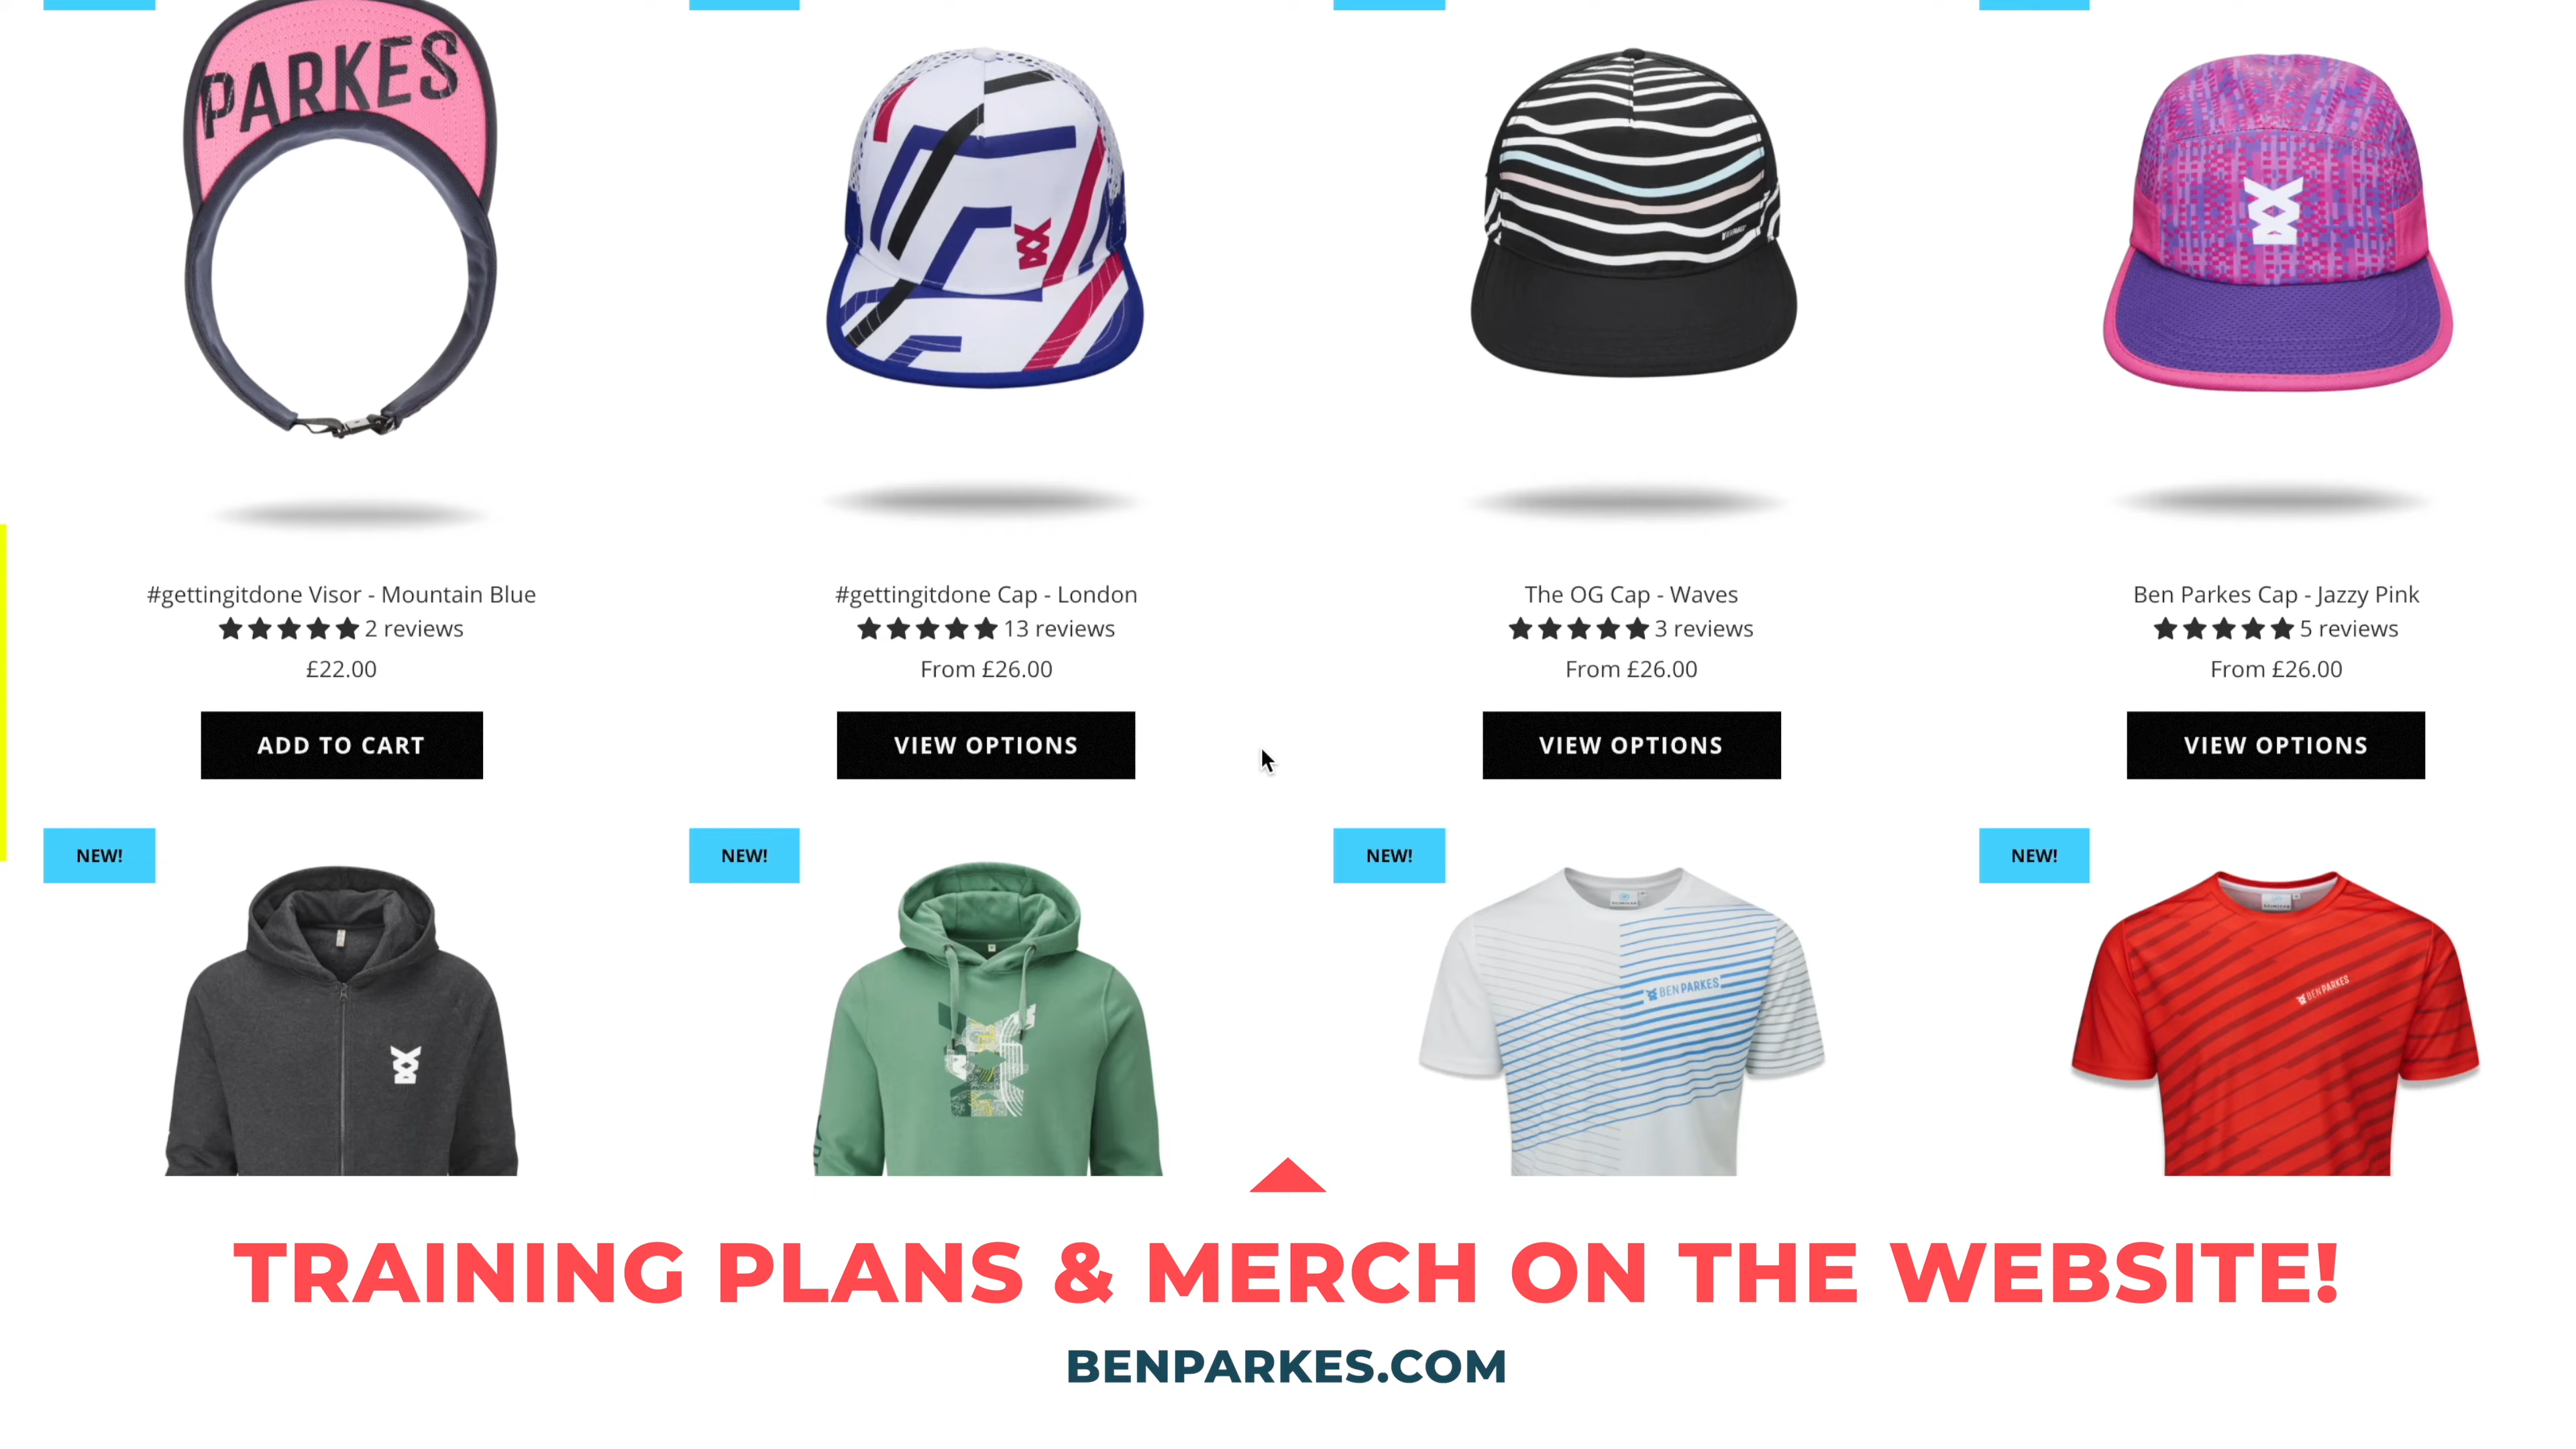 PARKES
#gettingitdone Visor - Mountain Blue
2 reviews
£22.00
ADD TO CART
#gettingitdone Cap - London
13 reviews
From £26.00
VIEW OPTIONS
The OG Cap - Waves
3 reviews
From £26.00
VIEW OPTIONS
Ben Parkes Cap - Jazzy Pink
5 reviews
From £26.00
VIEW OPTIONS
NEW!
NEW!
NEW!
BEN PARKES
NEW!
BEN PARKES
TRAINING PLANS & MERCH ON THE WEBSITE!
BENPARKES.COM